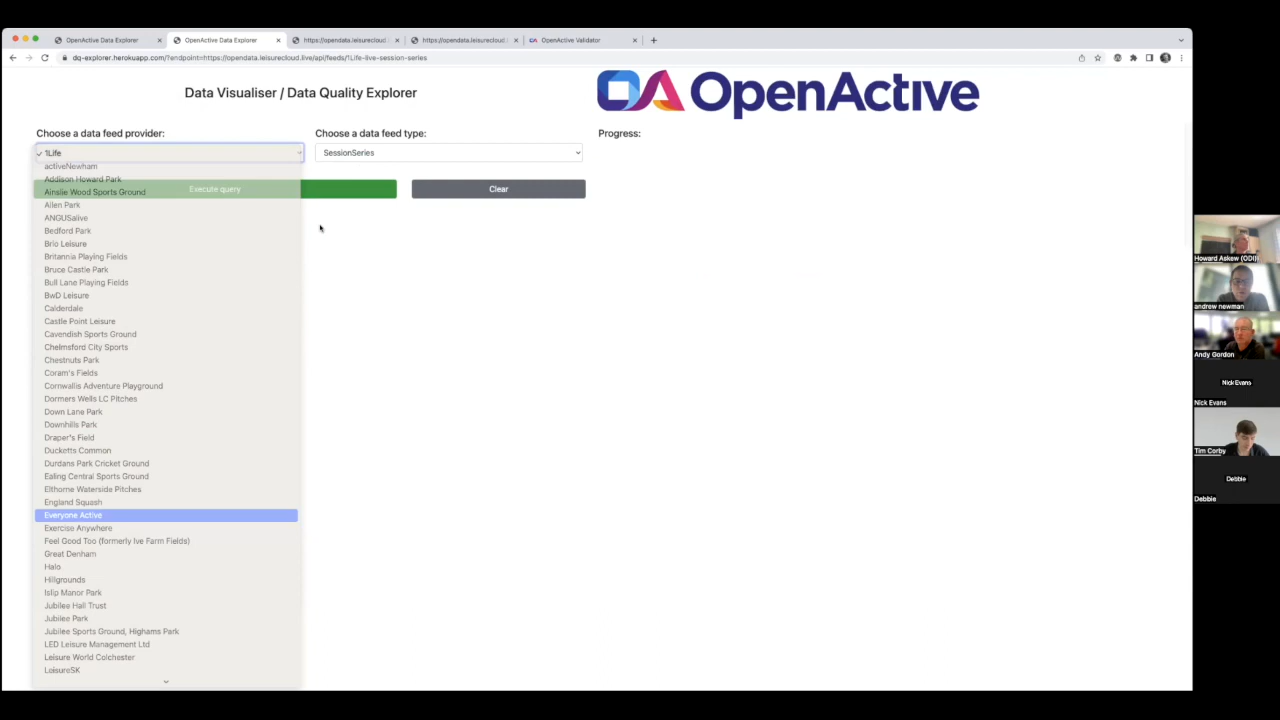 OpenActive Data Explorer
OpenActive Data Explorer
https://opendata.leisurecloud.
https://opendata.leisurecloud.
OpenActive Validator
dq-explorer.herokuapp.com/?endpoint=https://opendata.leisurecloud.live/api/feeds/1Life-live-session-series
Data Visualiser / Data Quality Explorer
OpenActive
Choose a data feed provider:
Choose a data feed type:
Progress:
1Life
SessionSeries
activeNewham
Addison Howard Park
Execute query
Clear
Ainslie Wood Sports Ground
Allen Park
ANGUSalive
Bedford Park
Brio Leisure
Britannia Playing Fields
Bruce Castle Park
Bull Lane Playing Fields
BwD Leisure
Calderdale
Castle Point Leisure
Cavendish Sports Ground
Chelmsford City Sports
Chestnuts Park
Coram's Fields
Cornwallis Adventure Playground
Dormers Wells LC Pitches
Down Lane Park
Downhills Park
Draper's Field
Ducketts Common
Durdans Park Cricket Ground
Ealing Central Sports Ground
Elthorne Waterside Pitches
England Squash
Everyone Active
Exercise Anywhere
Feel Good Too (formerly Ive Farm Fields)
Great Denham
Halo
Hillgrounds
Islip Manor Park
Jubilee Hall Trust
Jubilee Park
Jubilee Sports Ground, Highams Park
LED Leisure Management Ltd
Leisure World Colchester
LeisureSK
Howard Askew (ODI)
andrew newman
Andy Gordon
Nick Evans
Nick Evans
Tim Corby
Debbie
Debbie